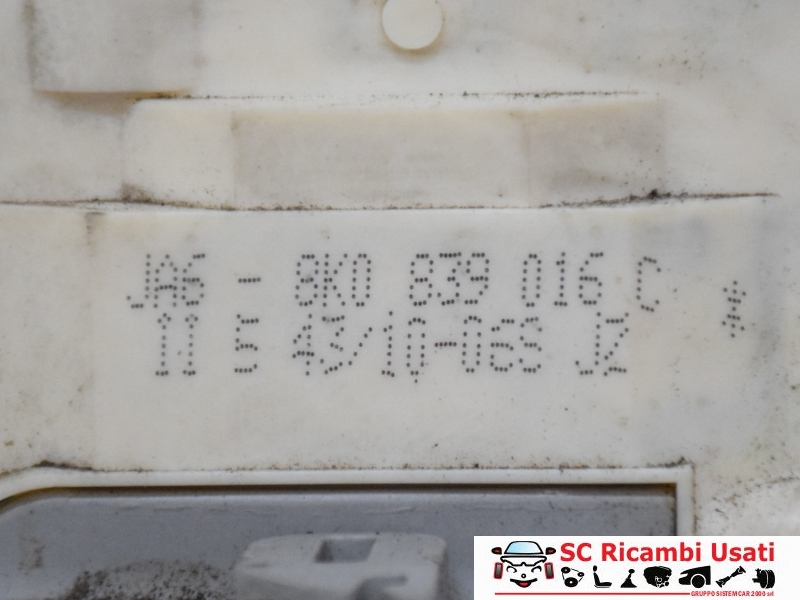 JA6 - 8K0 839 016 C *
11 5 43/10-06S JZ
SC Ricambi Usati
GRUPPO SISTEMCAR 2000 srl